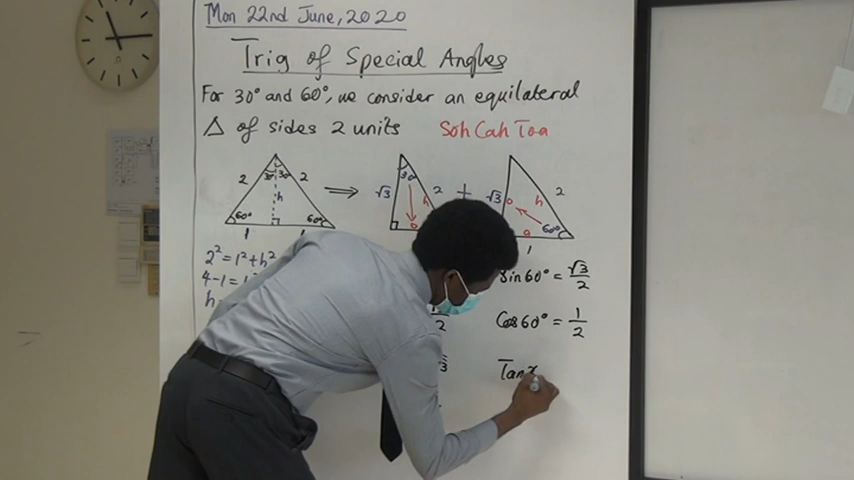 Mon 22nd June, 2020
Trig of Special Angles
For 30° and 60°, we consider an equilateral
△ of sides 2 units Soh Cah Toa
2 30 30 2 h 60° 60° 1 1
⇒
√3 30 2 h o
+
√3 o h 2 a 60° 1
2² = 1² + h²
4-1 =
h
2
√3
Sin 60° = √3/2
Cos 60° = 1/2
Tan